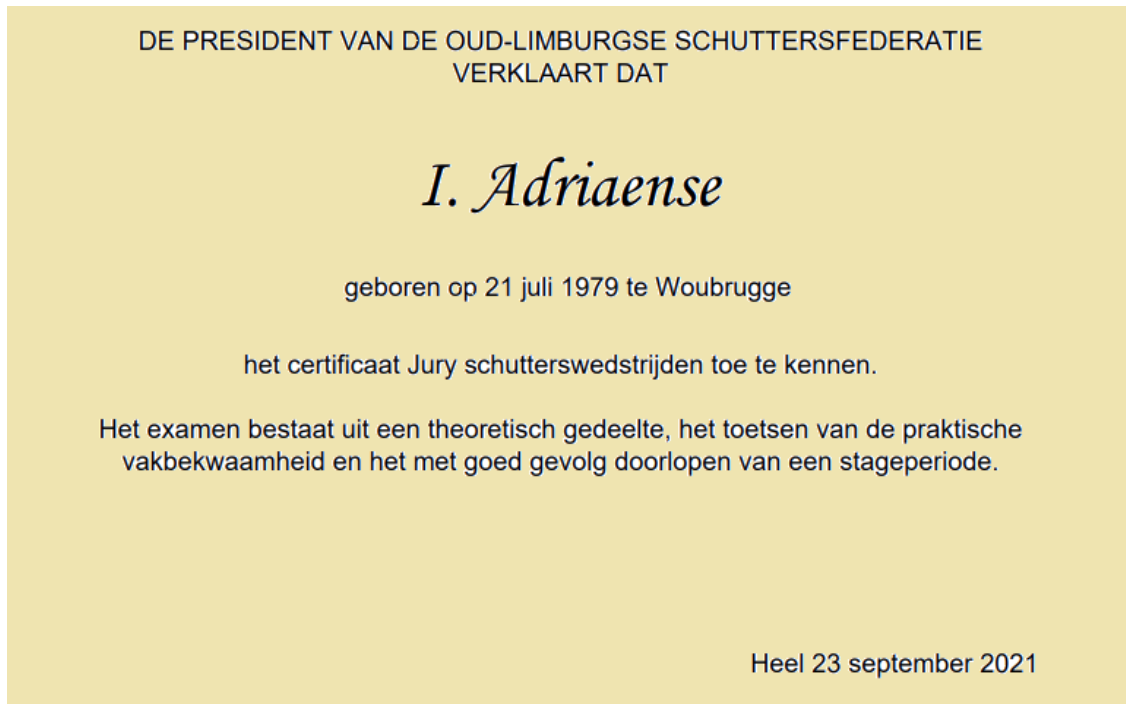 DE PRESIDENT VAN DE OUD-LIMBURGSE SCHUTTERSFEDERATIE
VERKLAART DAT
I. Adriaense
geboren op 21 juli 1979 te Woubrugge
het certificaat Jury schutterswedstrijden toe te kennen.
Het examen bestaat uit een theoretisch gedeelte, het toetsen van de praktische
vakbekwaamheid en het met goed gevolg doorlopen van een stageperiode.
Heel 23 september 2021